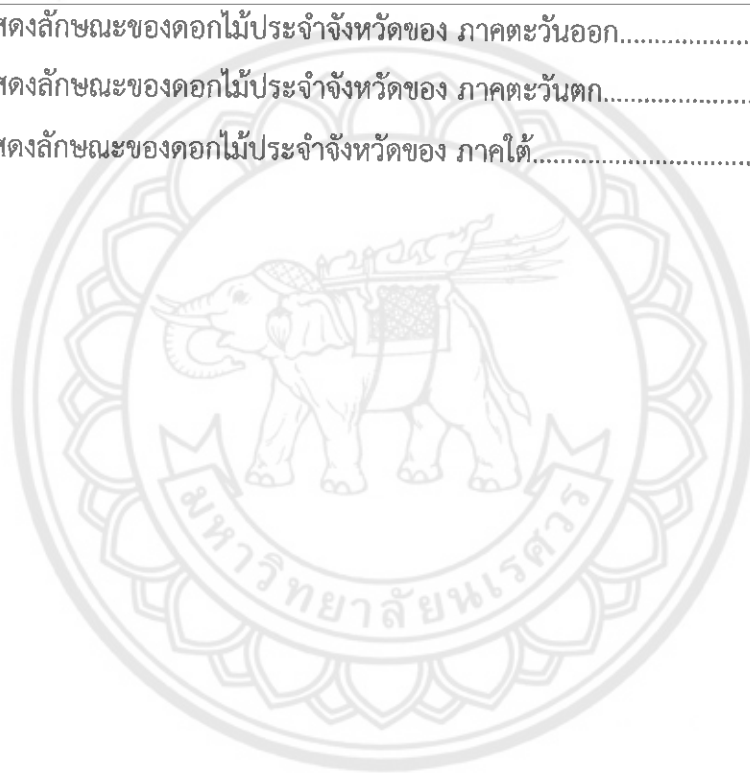 สดงลักษณะของดอกไม้ประจำจังหวัดของ ภาคตะวันออก..................
สดงลักษณะของดอกไม้ประจำจังหวัดของ ภาคตะวันตก....................
สดงลักษณะของดอกไม้ประจำจังหวัดของ ภาคใต้..............................
มหาวิทยาลัยนเรศวร